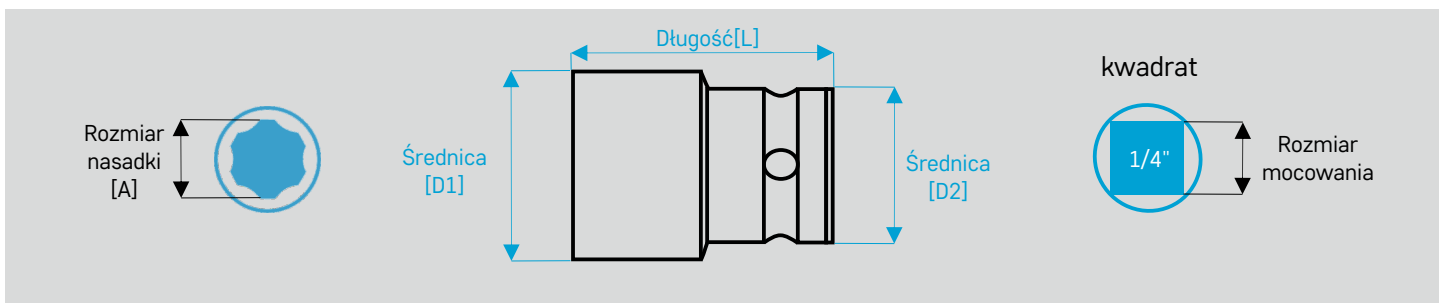 Rozmiar
nasadki
[A]
Długość[L]
Średnica
[D1]
Średnica
[D2]
kwadrat
1/4"
Rozmiar
mocowania